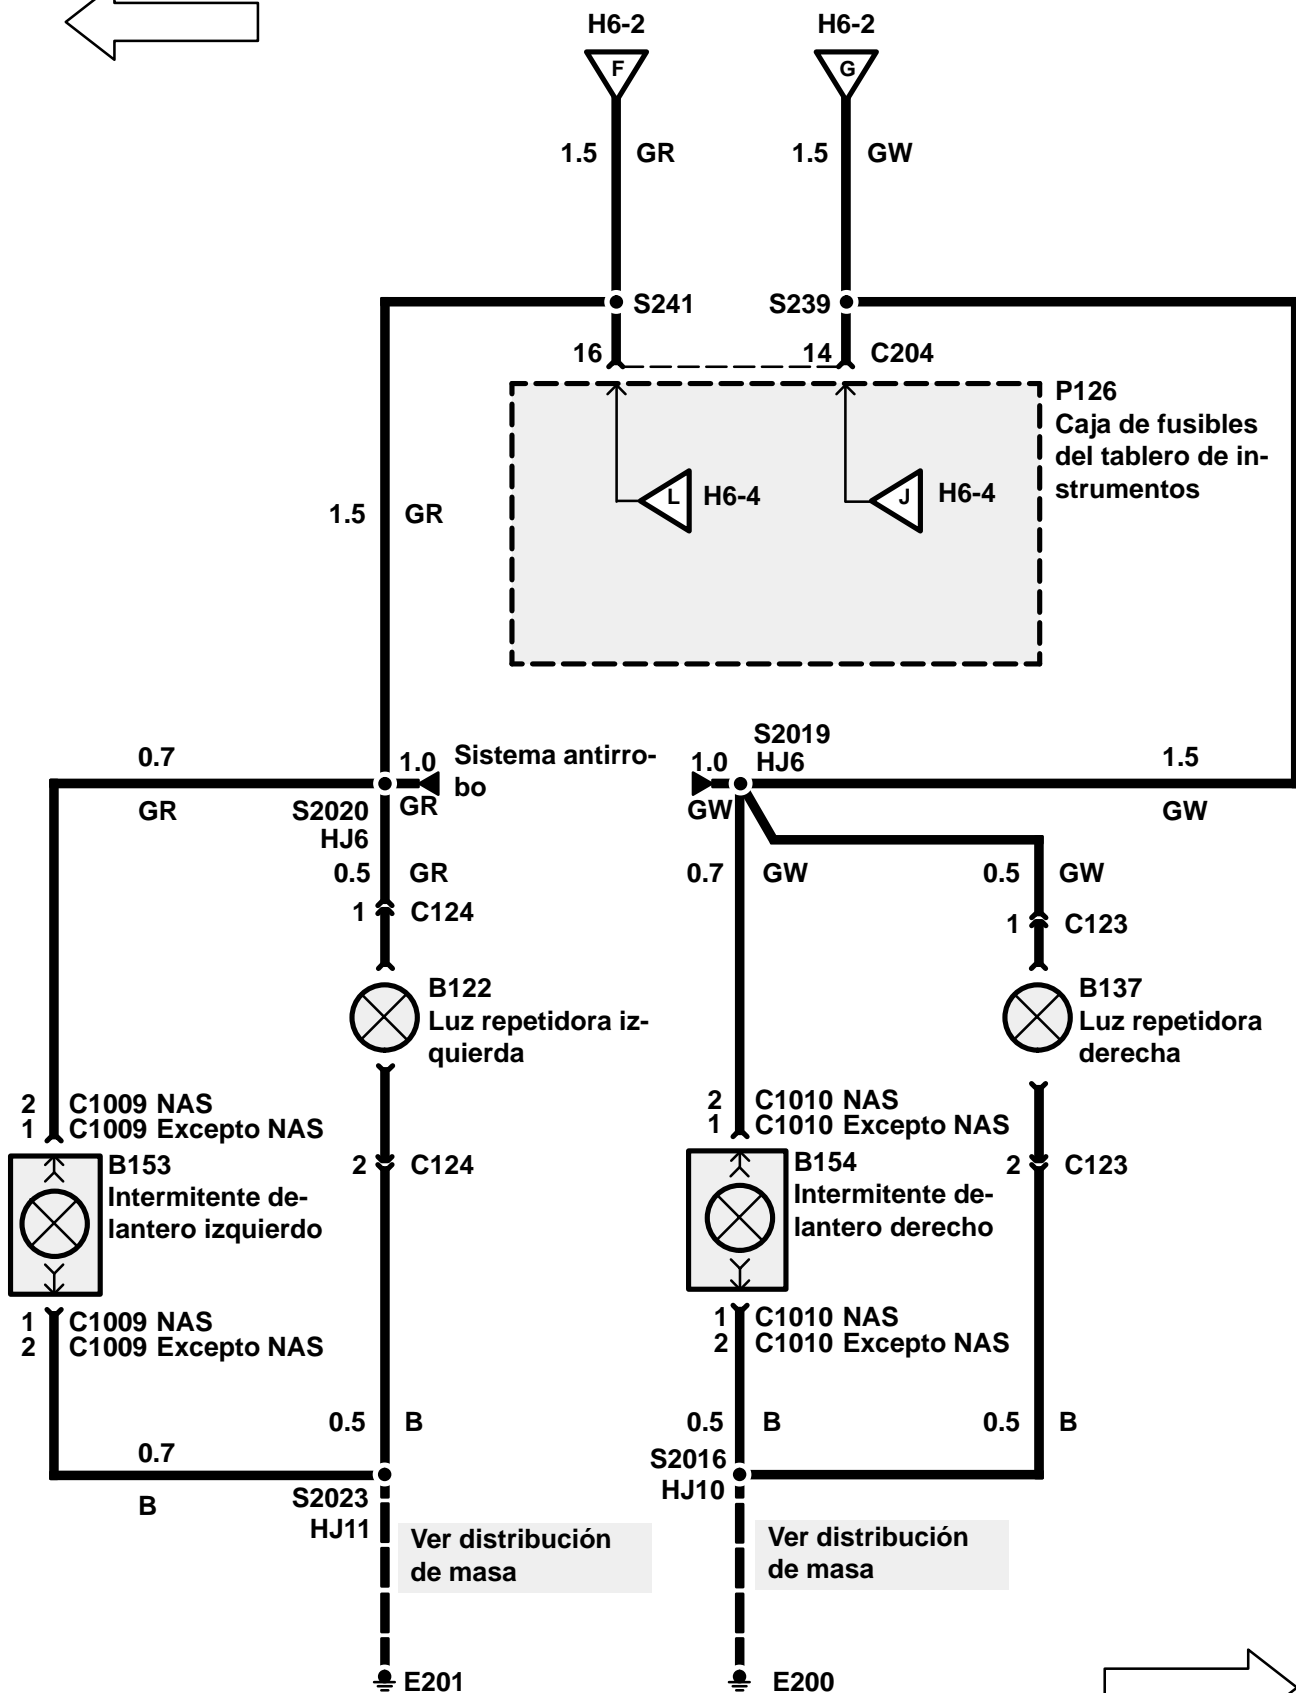 H6-2 H6-2
F G
1.5 GR 1.5 GW
S241 S239
16 14 C204
P126
Caja de fusibles
del tablero de in-
strumentos
L H6-4 J H6-4
1.5 GR
0.7
GR
1.0
GR
Sistema antirro-
bo
S2020
HJ6
1.0
GW
S2019
HJ6
1.5
GW
0.5 GR
0.7 GW
0.5 GW
1 C124
1 C123
B122
Luz repetidora iz-
quierda
B137
Luz repetidora
derecha
2 C1009 NAS
1 C1009 Excepto NAS
2 C1010 NAS
1 C1010 Excepto NAS
B153
Intermitente de-
lantero izquierdo
2 C124
B154
Intermitente de-
lantero derecho
2 C123
1 C1009 NAS
2 C1009 Excepto NAS
1 C1010 NAS
2 C1010 Excepto NAS
0.5 B
0.5 B
0.5 B
0.7
B
S2023
HJ11
S2016
HJ10
Ver distribución
de masa
Ver distribución
de masa
E201
E200